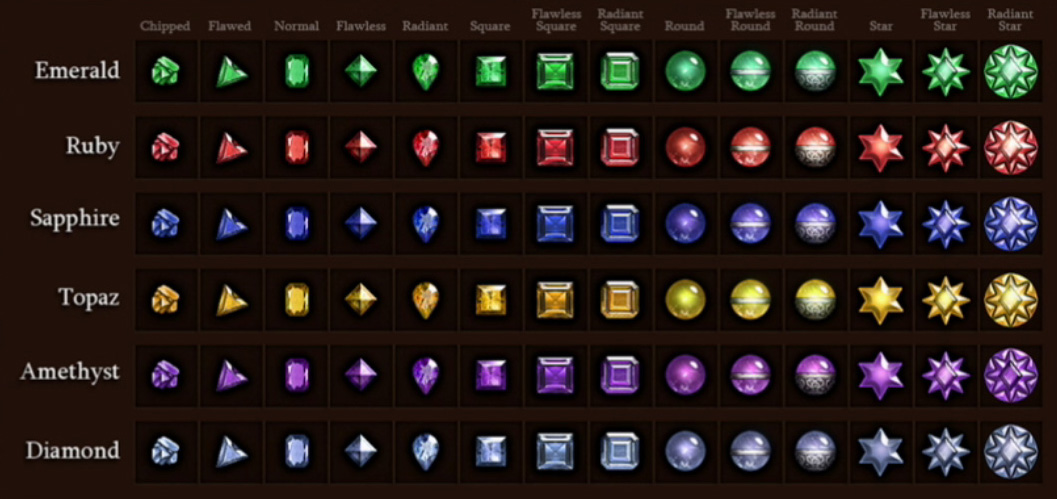 Chipped Flawed Normal Flawless Radiant Square Flawless Square Radiant Square Round Flawless Round Radiant Round Star Flawless Star Radiant Star
Emerald
Ruby
Sapphire
Topaz
Amethyst
Diamond